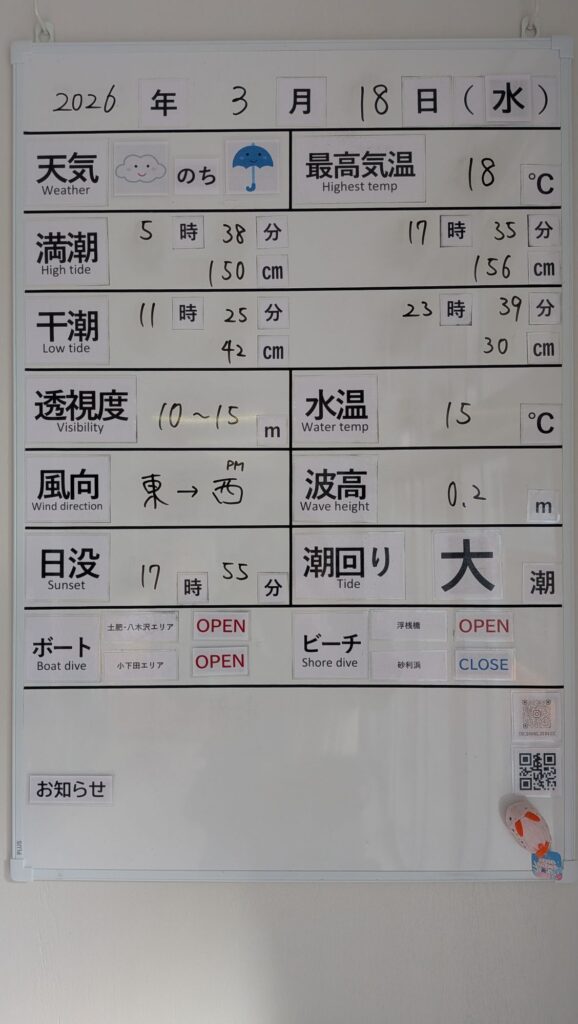 2026 年 3 月 18 日 (水)
天気 のち 最高気温 18 ℃
Weather Highest temp
満潮 5 時 38 分 17 時 35 分
High tide 150 cm 156 cm
干潮 11 時 25 分 23 時 39 分
Low tide 42 cm 30 cm
透視度 10~15 m 水温 15 ℃
Visibility Water temp
PM
風向 東→西 波高 0.2 m
Wind direction Wave height
日没 17 時 55 分 潮回り 大 潮
Sunset Tide
ボート 土肥・八木沢エリア OPEN ビーチ 浮桟橋 OPEN
Boat dive 小下田エリア OPEN Shore dive 砂利浜 CLOSE
お知らせ
PLUS